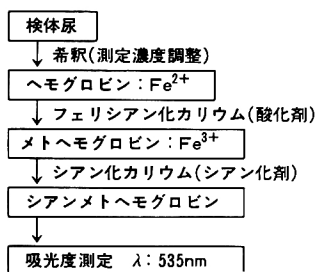 検体尿
希釈(測定濃度調整)
ヘモグロビン：Fe²⁺
フェリシアン化カリウム(酸化剤)
メトヘモグロビン：Fe³⁺
シアン化カリウム(シアン化剤)
シアンメトヘモグロビン
吸光度測定 λ：535nm